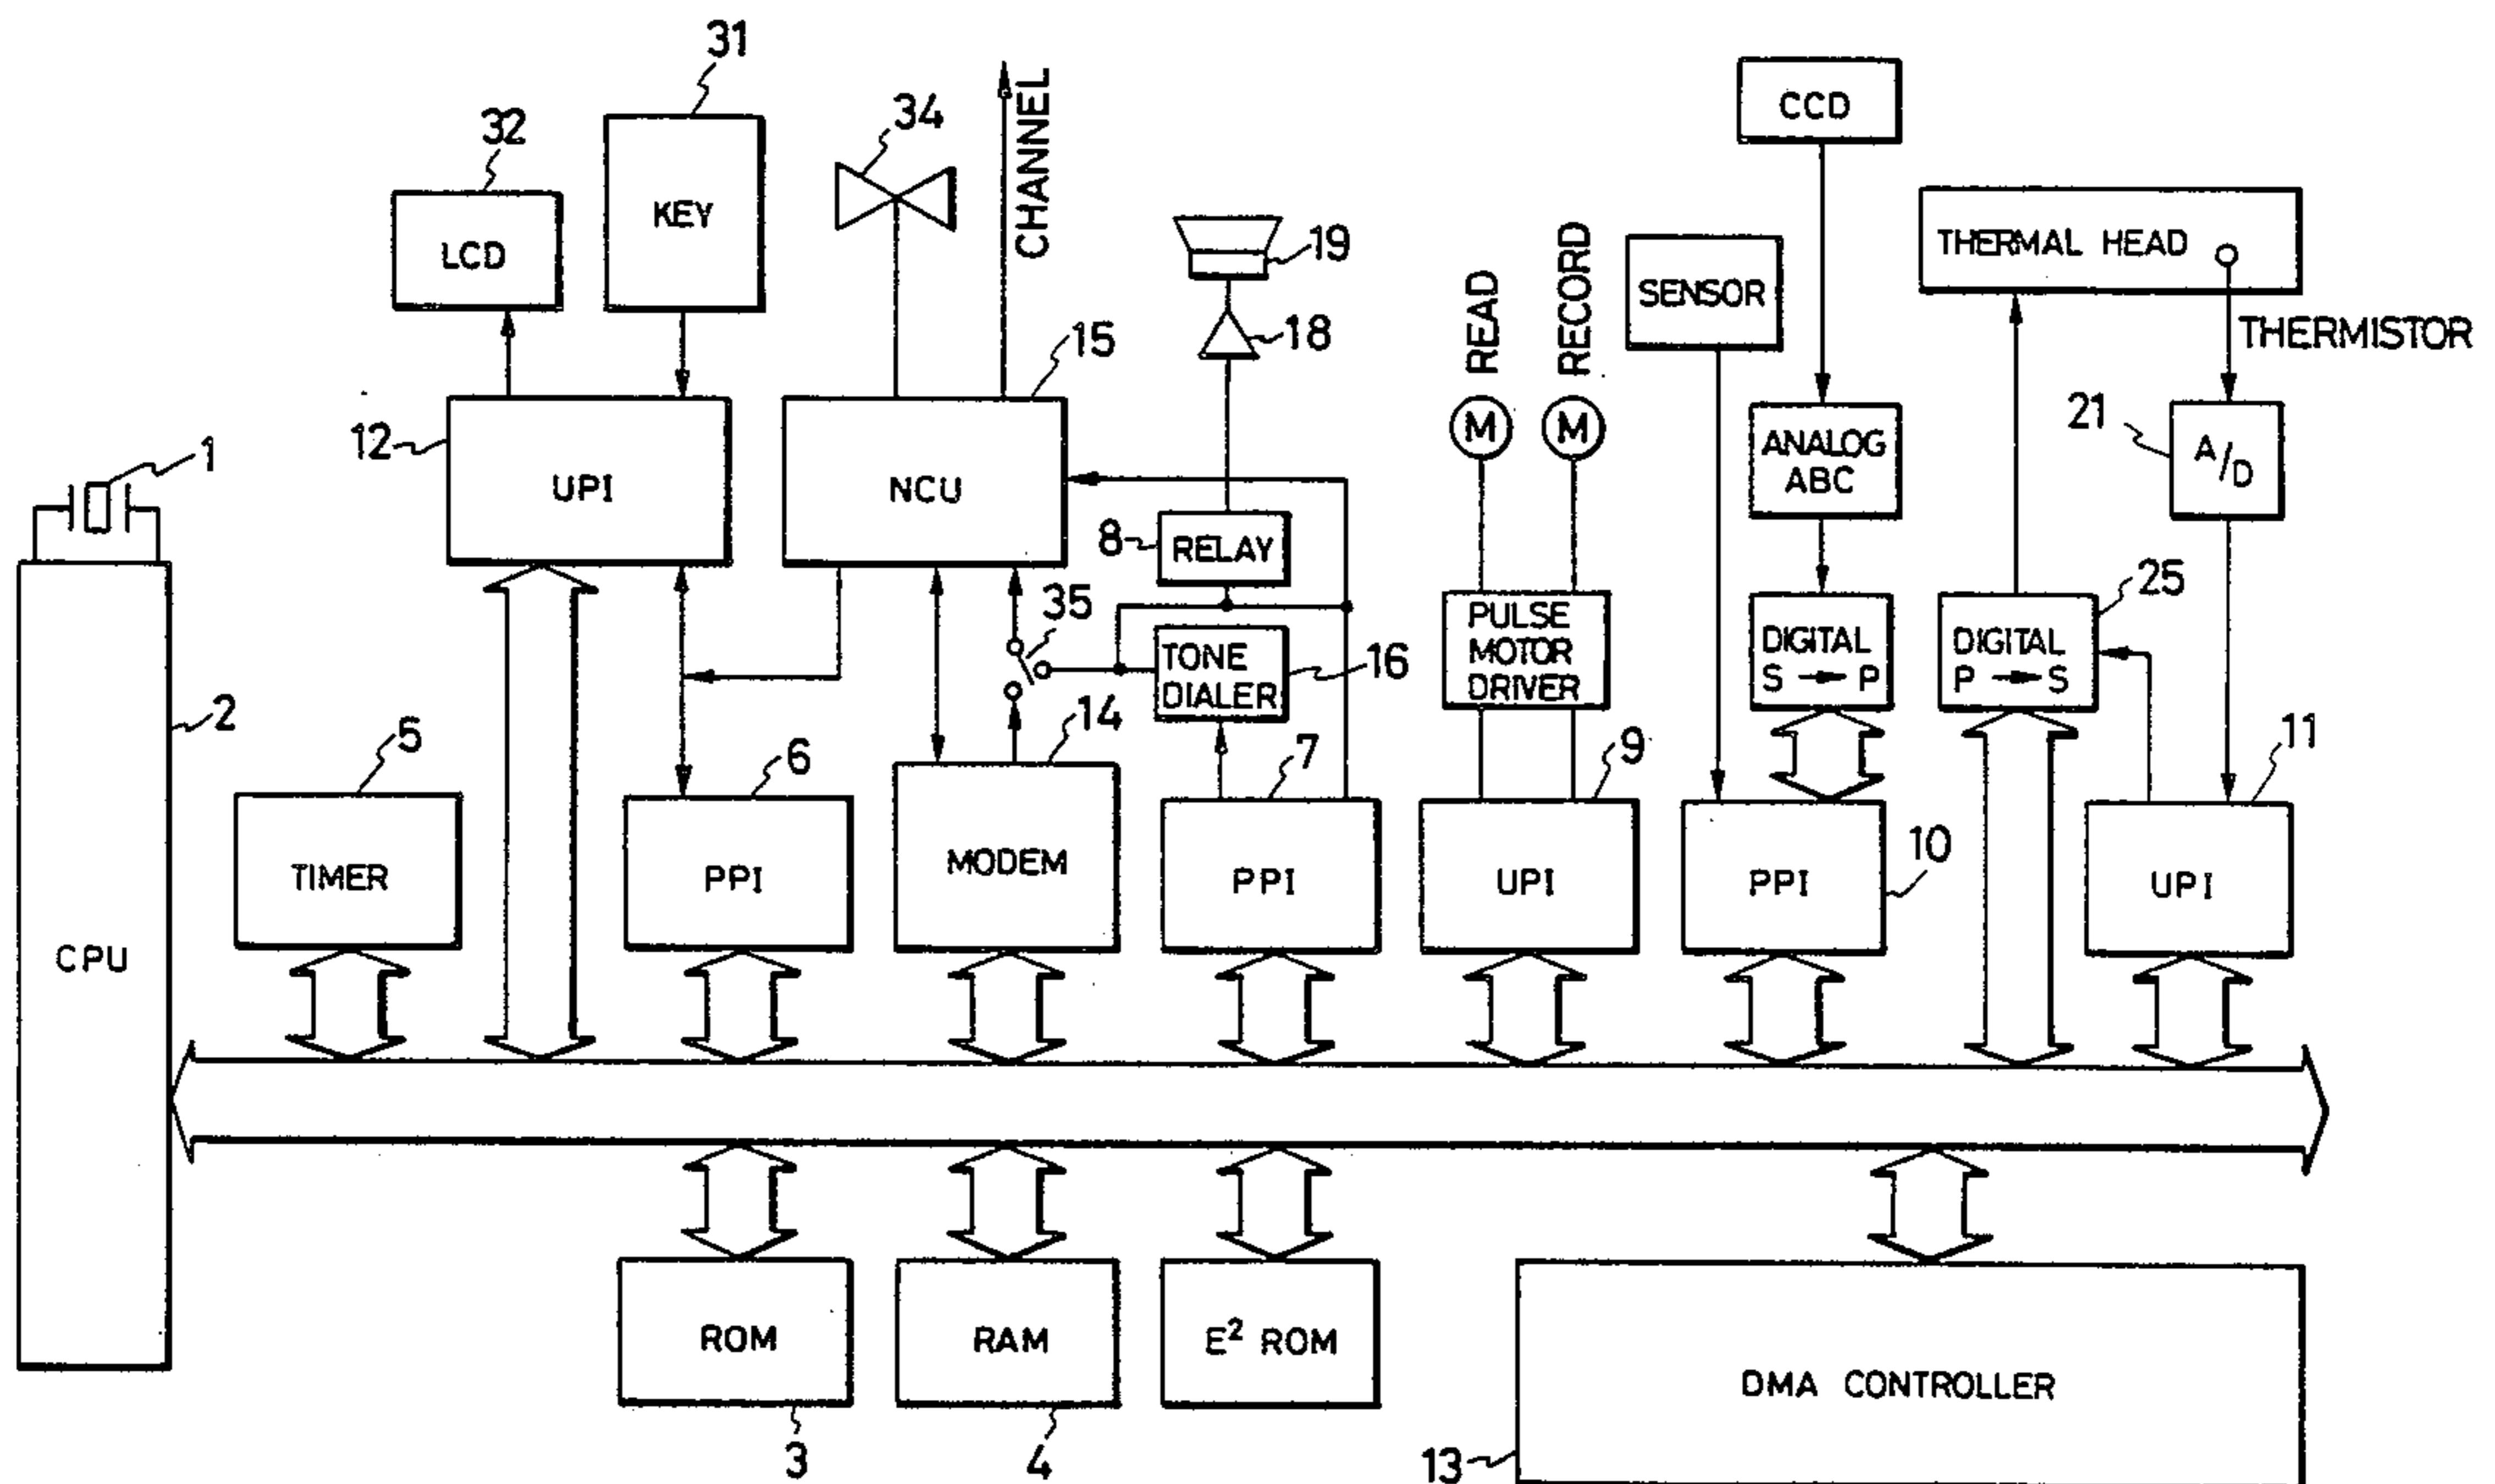 31
32
34
CHANNEL
CCD
KEY
LCD
THERMAL HEAD
19
READ
RECORD
SENSOR
THERMISTOR
15
18
12
UPI
NCU
M
M
ANALOG
ABC
21
A/D
1
8
RELAY
35
PULSE
MOTOR
DRIVER
DIGITAL
S → P
DIGITAL
P → S
25
TONE
DIALER
16
2
5
6
14
7
9
11
10
CPU
TIMER
PPI
MODEM
PPI
UPI
PPI
UPI
ROM
RAM
E² ROM
DMA CONTROLLER
3
4
13